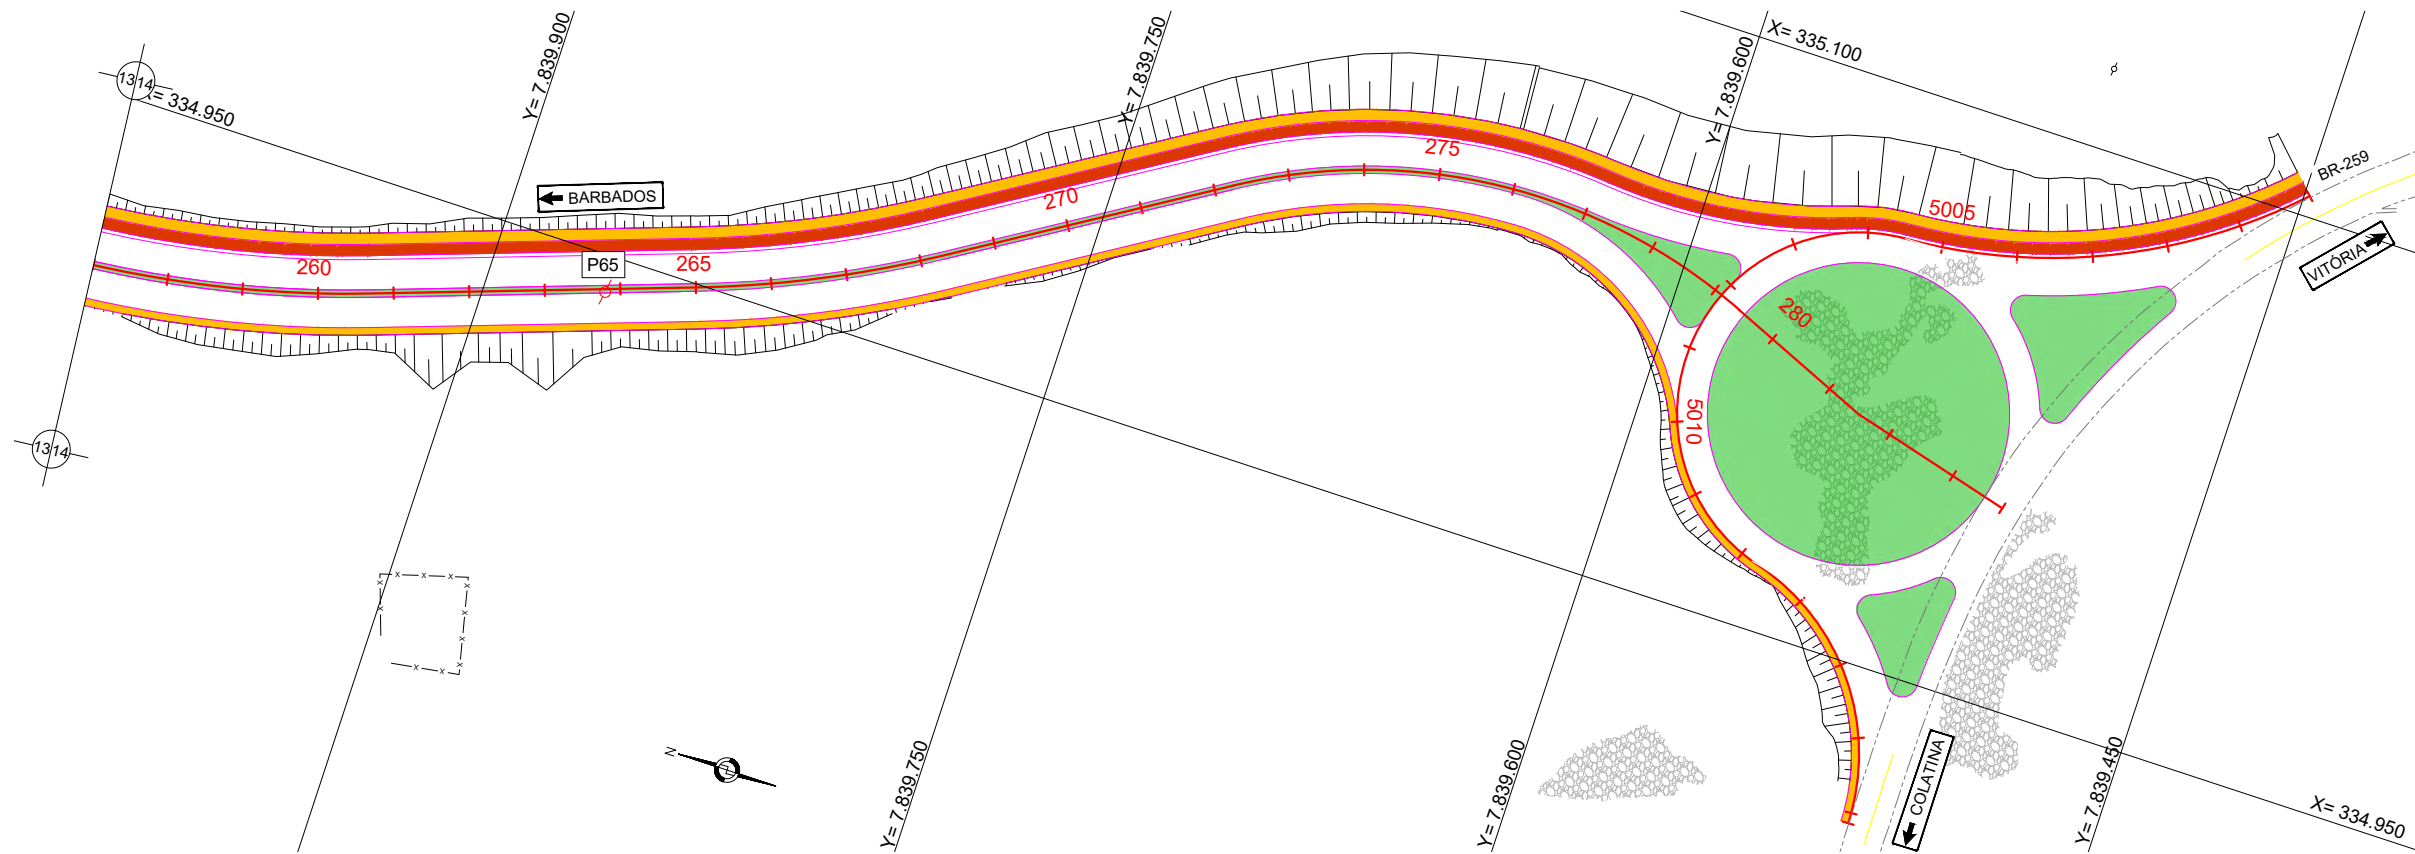 13 14
X= 334.950
Y= 7.839.900
Y= 7.839.750
Y= 7.839.600
X= 335.100
BR-259
VITÓRIA
BARBADOS
P65
260
265
270
275
280
5005
5010
13 14
N
Y= 7.839.750
Y= 7.839.600
COLATINA
Y= 7.839.450
X= 334.950